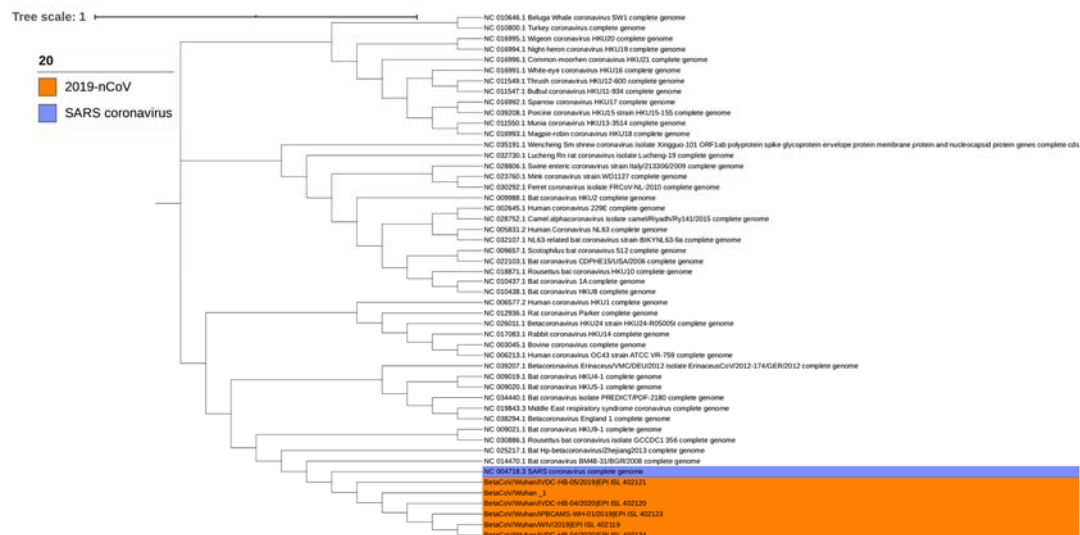 Tree scale: 1
20
2019-nCoV
SARS coronavirus
NC 010646.1 Beluga Whale coronavirus SW1 complete genome
NC 010800.1 Turkey coronavirus complete genome
NC 016995.1 Wigeon coronavirus HKU20 complete genome
NC 016994.1 Night-heron coronavirus HKU19 complete genome
NC 016996.1 Common-moorhen coronavirus HKU21 complete genome
NC 016991.1 White-eye coronavirus HKU16 complete genome
NC 011549.1 Thrush coronavirus HKU12-600 complete genome
NC 011547.1 Bulbul coronavirus HKU11-934 complete genome
NC 016992.1 Sparrow coronavirus HKU17 complete genome
NC 039208.1 Porcine coronavirus HKU15 strain HKU15-155 complete genome
NC 011550.1 Munia coronavirus HKU13-3514 complete genome
NC 016993.1 Magpie-robin coronavirus HKU18 complete genome
NC 035191.1 Wencheng Sm shrew coronavirus isolate Xingguo-101 ORF1ab polyprotein spike glycoprotein envelope protein membrane protein and nucleocapsid protein genes complete cds
NC 032730.1 Lucheng Rn rat coronavirus isolate Lucheng-19 complete genome
NC 028806.1 Swine enteric coronavirus strain Italy/213306/2009 complete genome
NC 023760.1 Mink coronavirus strain WD1127 complete genome
NC 030292.1 Ferret coronavirus isolate FRCoV-NL-2010 complete genome
NC 009988.1 Bat coronavirus HKU2 complete genome
NC 002645.1 Human coronavirus 229E complete genome
NC 028752.1 Camel alphacoronavirus isolate camel/Riyadh/Ry141/2015 complete genome
NC 005831.2 Human Coronavirus NL63 complete genome
NC 032107.1 NL63-related bat coronavirus strain BtKYNL63-9a complete genome
NC 009657.1 Scotophilus bat coronavirus 512 complete genome
NC 022103.1 Bat coronavirus CDPHE15/USA/2006 complete genome
NC 018871.1 Rousettus bat coronavirus HKU10 complete genome
NC 010437.1 Bat coronavirus 1A complete genome
NC 010438.1 Bat coronavirus HKU8 complete genome
NC 006577.2 Human coronavirus HKU1 complete genome
NC 012936.1 Rat coronavirus Parker complete genome
NC 026011.1 Betacoronavirus HKU24 strain HKU24-R05005I complete genome
NC 017083.1 Rabbit coronavirus HKU14 complete genome
NC 003045.1 Bovine coronavirus complete genome
NC 006213.1 Human coronavirus OC43 strain ATCC VR-759 complete genome
NC 039207.1 Betacoronavirus Erinaceus/VMC/DEU/2012 isolate ErinaceusCoV/2012-174/GER/2012 complete genome
NC 009019.1 Bat coronavirus HKU4-1 complete genome
NC 009020.1 Bat coronavirus HKU5-1 complete genome
NC 034440.1 Bat coronavirus isolate PREDICT/PDF-2180 complete genome
NC 019843.3 Middle East respiratory syndrome coronavirus complete genome
NC 038294.1 Betacoronavirus England 1 complete genome
NC 009021.1 Bat coronavirus HKU9-1 complete genome
NC 030886.1 Rousettus bat coronavirus isolate GCCDC1 356 complete genome
NC 025217.1 Bat Hp-betacoronavirus/Zhejiang2013 complete genome
NC 014470.1 Bat coronavirus BM48-31/BGR/2008 complete genome
NC 004718.3 SARS coronavirus complete genome
BetaCoV/Wuhan/IVDC-HB-05/2019|EPI ISL 402121
BetaCoV/Wuhan _1
BetaCoV/Wuhan/IVDC-HB-04/2020|EPI ISL 402120
BetaCoV/Wuhan/IPBCAMS-WH-01/2019|EPI ISL 402123
BetaCoV/Wuhan/WIV/2019|EPI ISL 402119